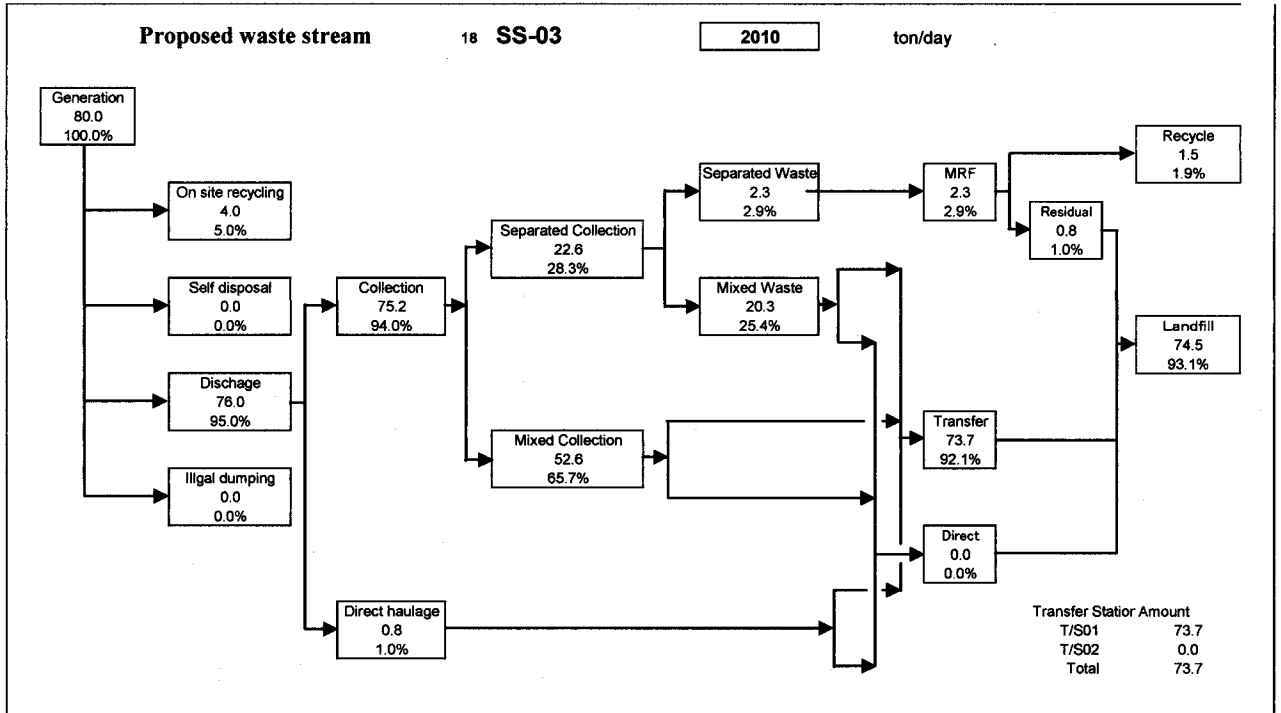 Proposed waste stream 18 SS-03 2010 ton/day
Generation
80.0
100.0%
On site recycling
4.0
5.0%
Self disposal
0.0
0.0%
Dischage
76.0
95.0%
Illgal dumping
0.0
0.0%
Collection
75.2
94.0%
Direct haulage
0.8
1.0%
Separated Collection
22.6
28.3%
Mixed Collection
52.6
65.7%
Separated Waste
2.3
2.9%
Mixed Waste
20.3
25.4%
MRF
2.3
2.9%
Transfer
73.7
92.1%
Direct
0.0
0.0%
Recycle
1.5
1.9%
Residual
0.8
1.0%
Landfill
74.5
93.1%
Transfer Statior Amount
T/S01 73.7
T/S02 0.0
Total 73.7